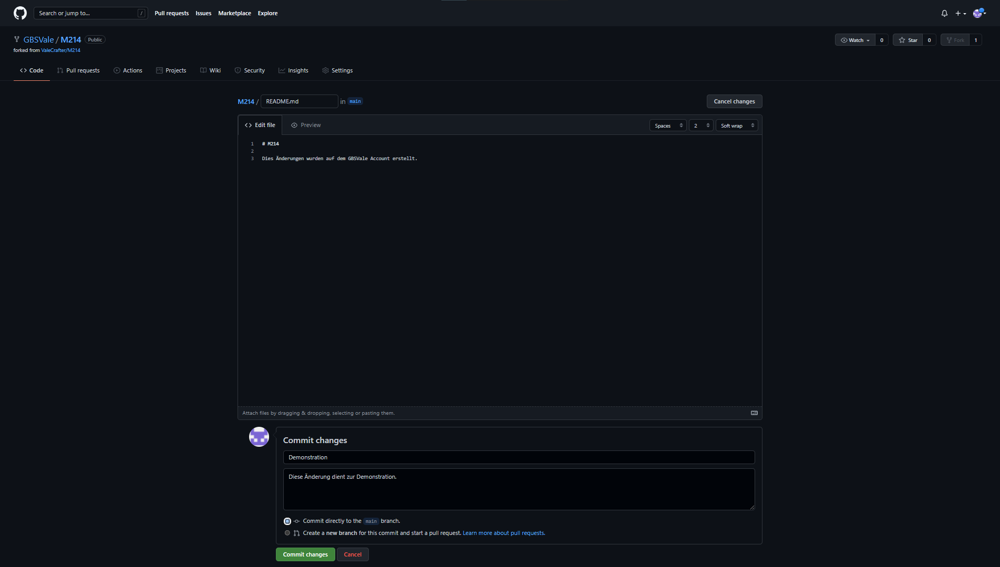 Search or jump to... /
Pull requests Issues Marketplace Explore
GBSVale / M214 Public
forked from ValeCrafter/M214
Watch 0 Star 0 Fork 1
Code Pull requests Actions Projects Wiki Security Insights Settings
M214 / README.md in main
Cancel changes
Edit file Preview
Spaces 2 Soft wrap
1 # M214
2
3 Dies Änderungen wurden auf dem GBSVale Account erstellt.
Attach files by dragging & dropping, selecting or pasting them.
Commit changes
Demonstration
Diese Änderung dient zur Demonstration.
Commit directly to the main branch.
Create a new branch for this commit and start a pull request. Learn more about pull requests.
Commit changes Cancel